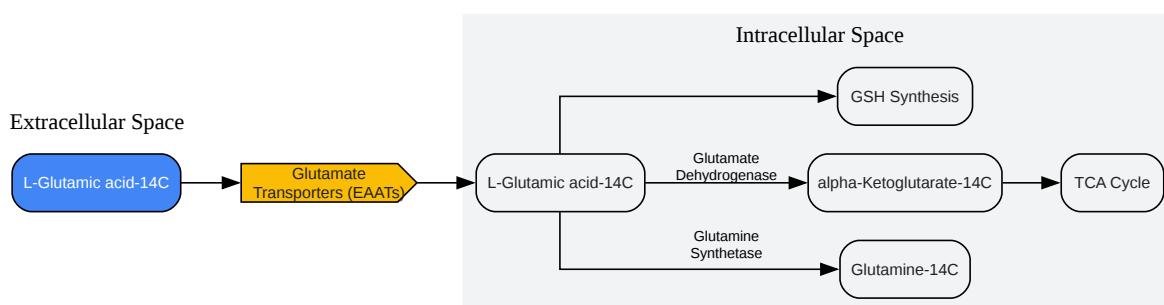 Intracellular Space
GSH Synthesis
Extracellular Space
L-Glutamic acid-14C
Glutamate
Transporters (EAATs)
L-Glutamic acid-14C
Glutamate
Dehydrogenase
alpha-Ketoglutarate-14C
TCA Cycle
Glutamine
Synthetase
Glutamine-14C